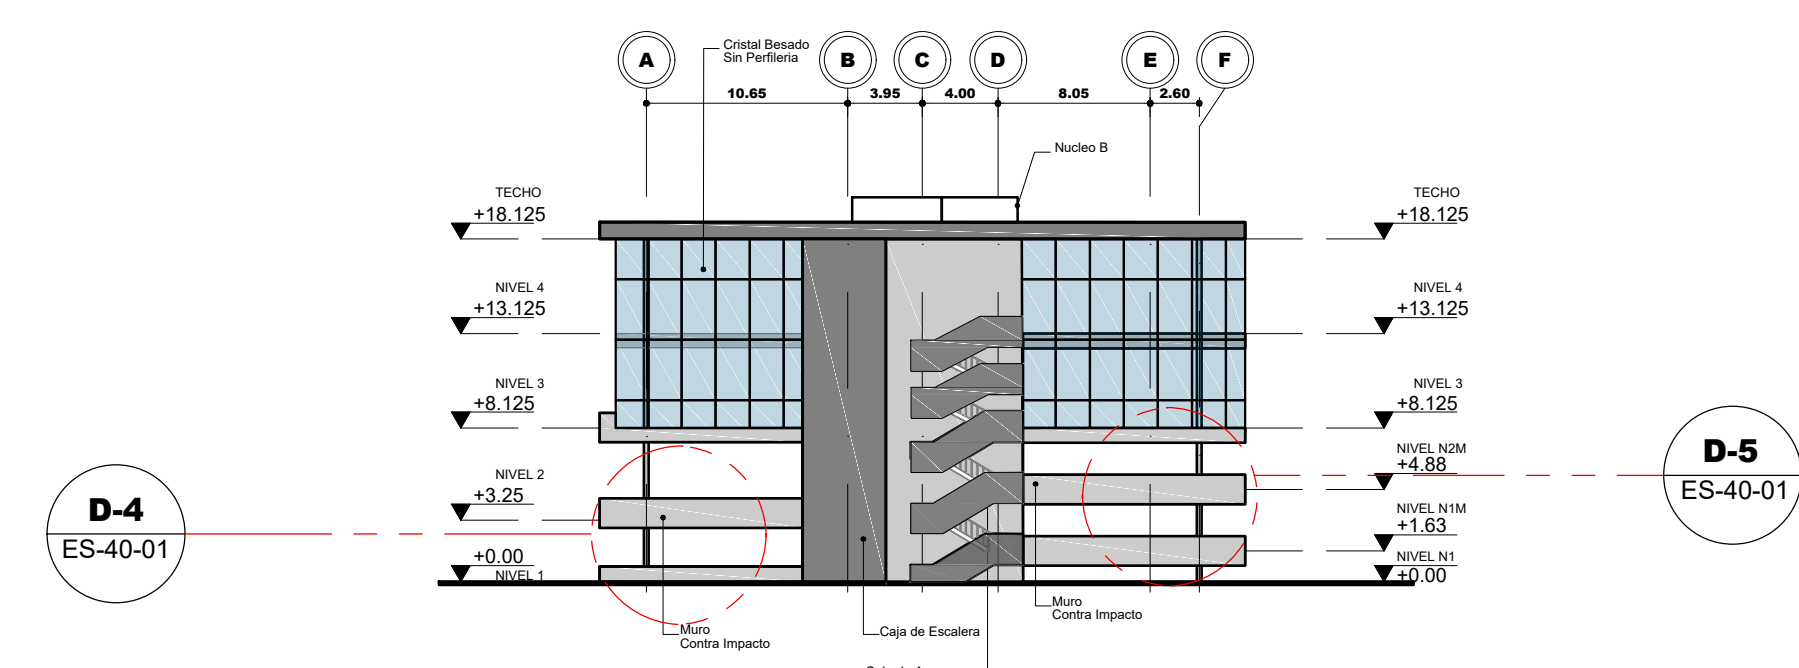 Cristal Besado
Sin Perfileria
A
B
C
D
E
F
10.65
3.95
4.00
8.05
2.60
Nucleo B
TECHO
+18.125
TECHO
+18.125
NIVEL 4
+13.125
NIVEL 4
+13.125
NIVEL 3
+8.125
NIVEL 3
+8.125
NIVEL N2M
+4.88
D-5
ES-40-01
NIVEL 2
+3.25
D-4
ES-40-01
NIVEL N1M
+1.63
+0.00
NIVEL 1
NIVEL N1
+0.00
Muro
Contra Impacto
Caja de Escalera
Muro
Contra Impacto